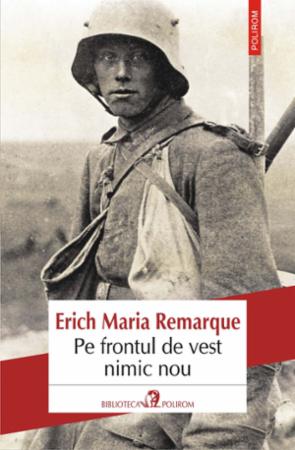 POLIROM
Erich Maria Remarque
Pe frontul de vest
nimic nou
BIBLIOTECA POLIROM